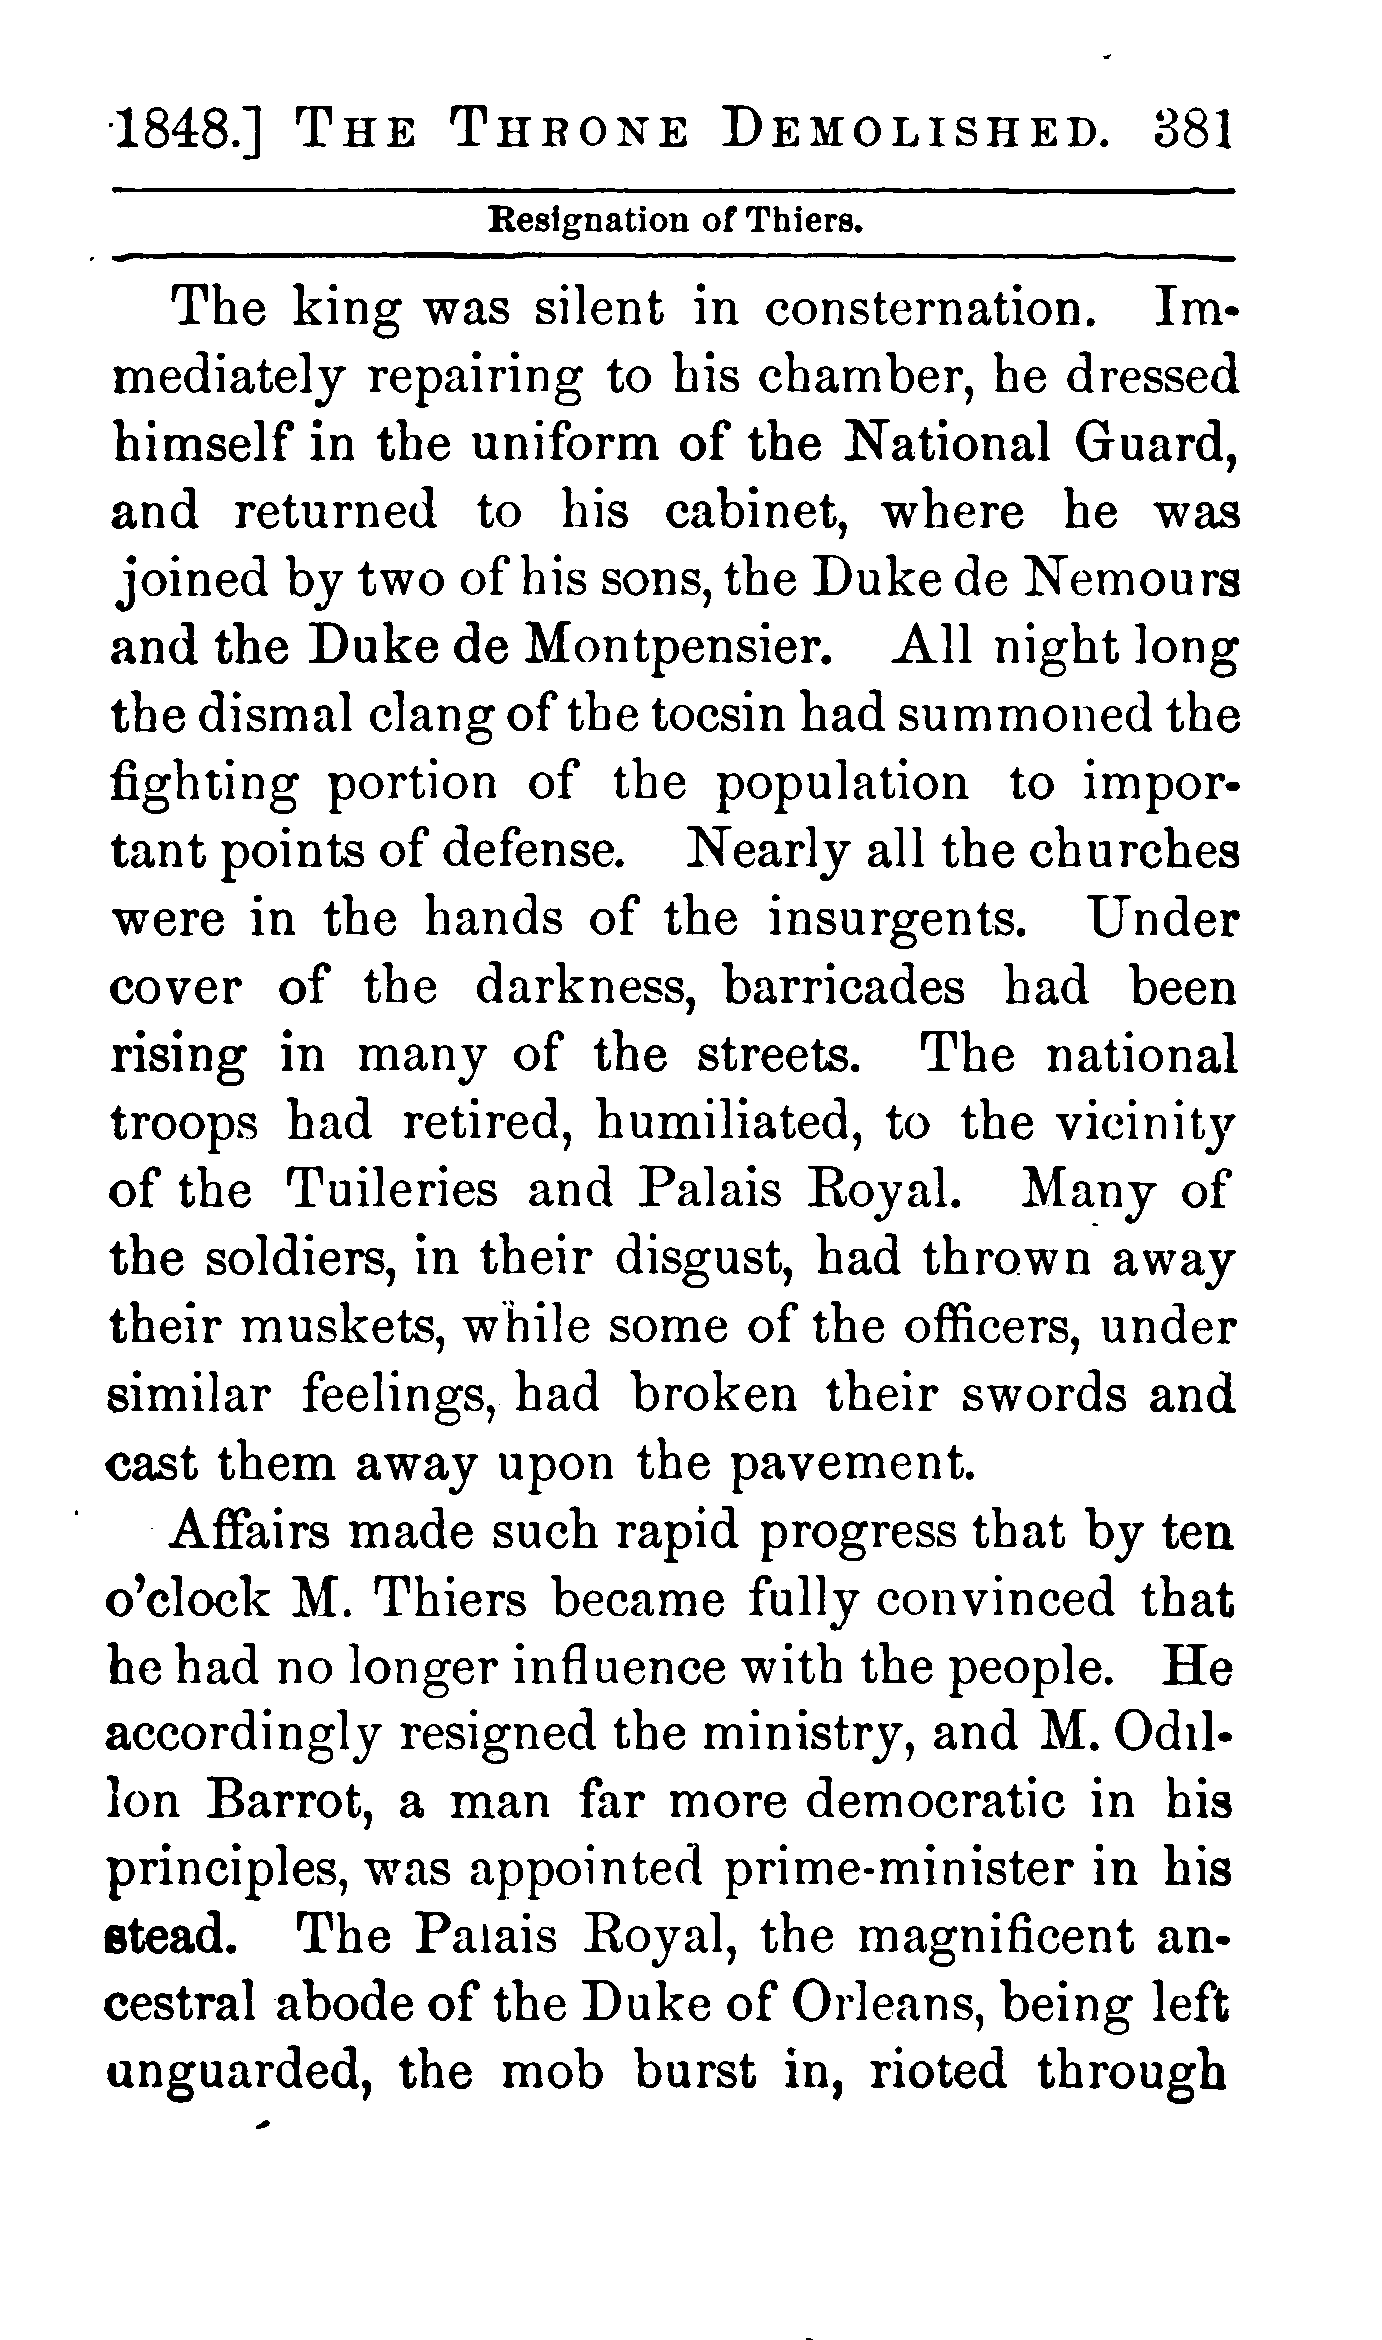 1848.] THE THRONE DEMOLISHED. 381
Resignation of Thiers.
The king was silent in consternation. Im-
mediately repairing to his chamber, he dressed
himself in the uniform of the National Guard,
and returned to his cabinet, where he was
joined by two of his sons, the Duke de Nemours
and the Duke de Montpensier. All night long
the dismal clang of the tocsin had summoned the
fighting portion of the population to impor-
tant points of defense. Nearly all the churches
were in the hands of the insurgents. Under
cover of the darkness, barricades had been
rising in many of the streets. The national
troops had retired, humiliated, to the vicinity
of the Tuileries and Palais Royal. Many of
the soldiers, in their disgust, had thrown away
their muskets, while some of the officers, under
similar feelings, had broken their swords and
cast them away upon the pavement.
Affairs made such rapid progress that by ten
o'clock M. Thiers became fully convinced that
he had no longer influence with the people. He
accordingly resigned the ministry, and M. Odil-
lon Barrot, a man far more democratic in his
principles, was appointed prime-minister in his
stead. The Palais Royal, the magnificent an-
cestral abode of the Duke of Orleans, being left
unguarded, the mob burst in, rioted through